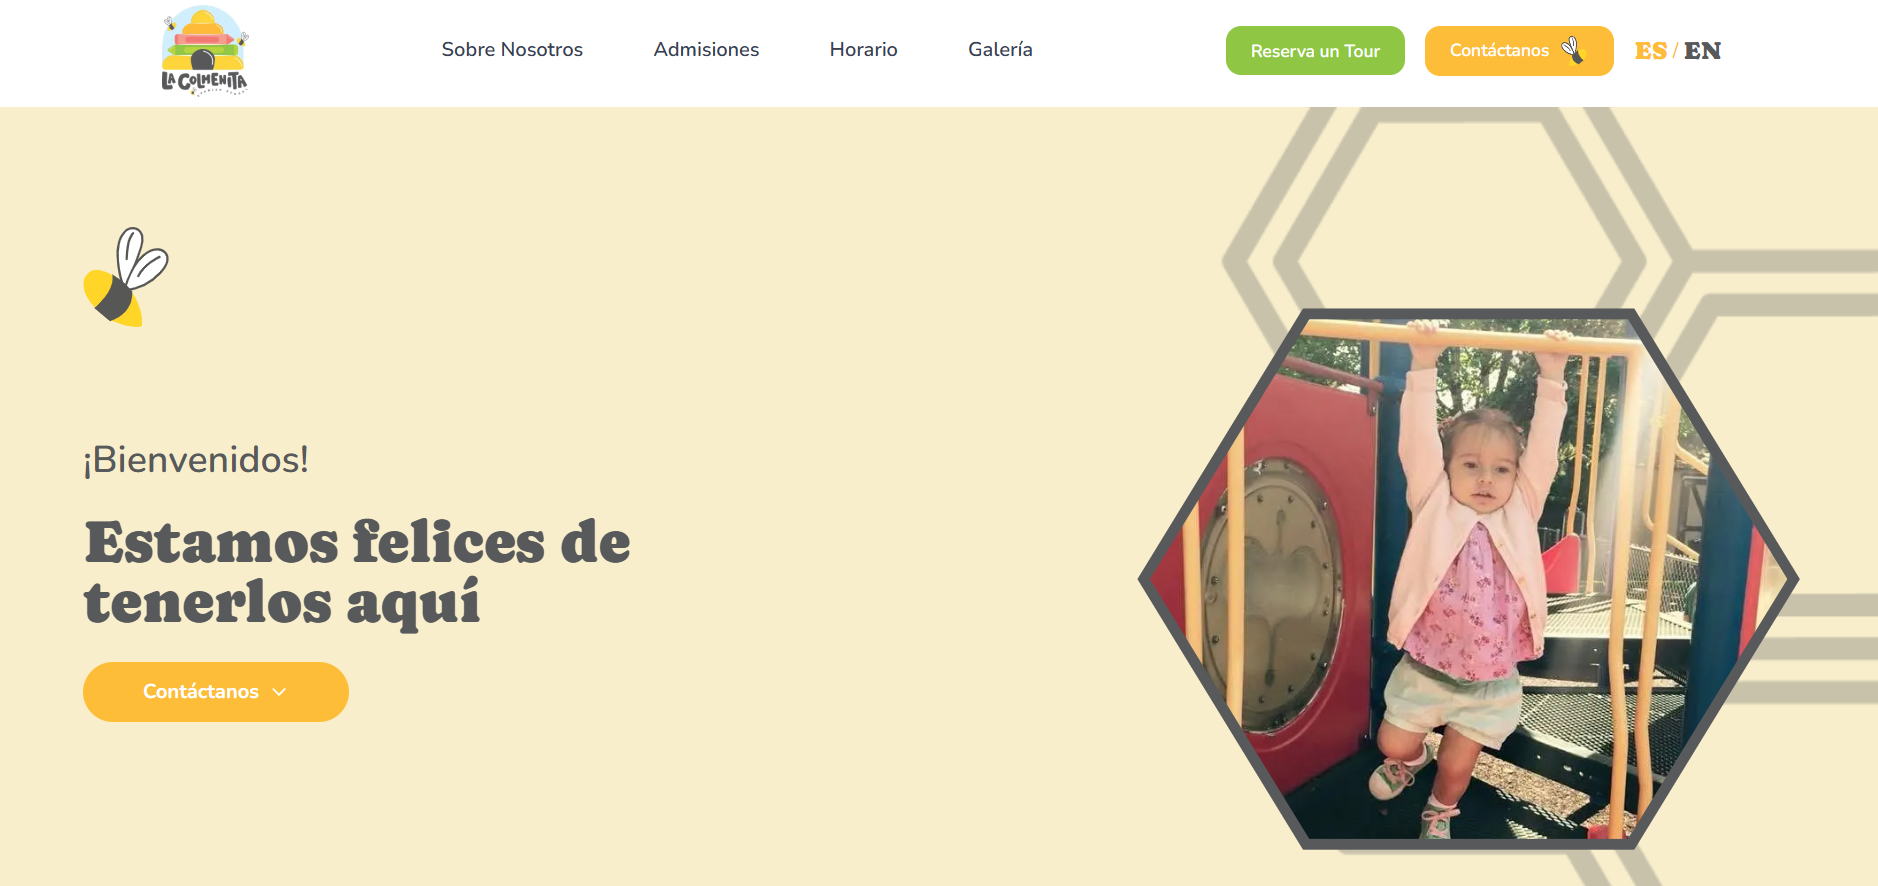 LA COLMENITA
Sobre Nosotros
Admisiones
Horario
Galería
Reserva un Tour
Contáctanos
ES / EN
¡Bienvenidos!
Estamos felices de
tenerlos aquí
Contáctanos